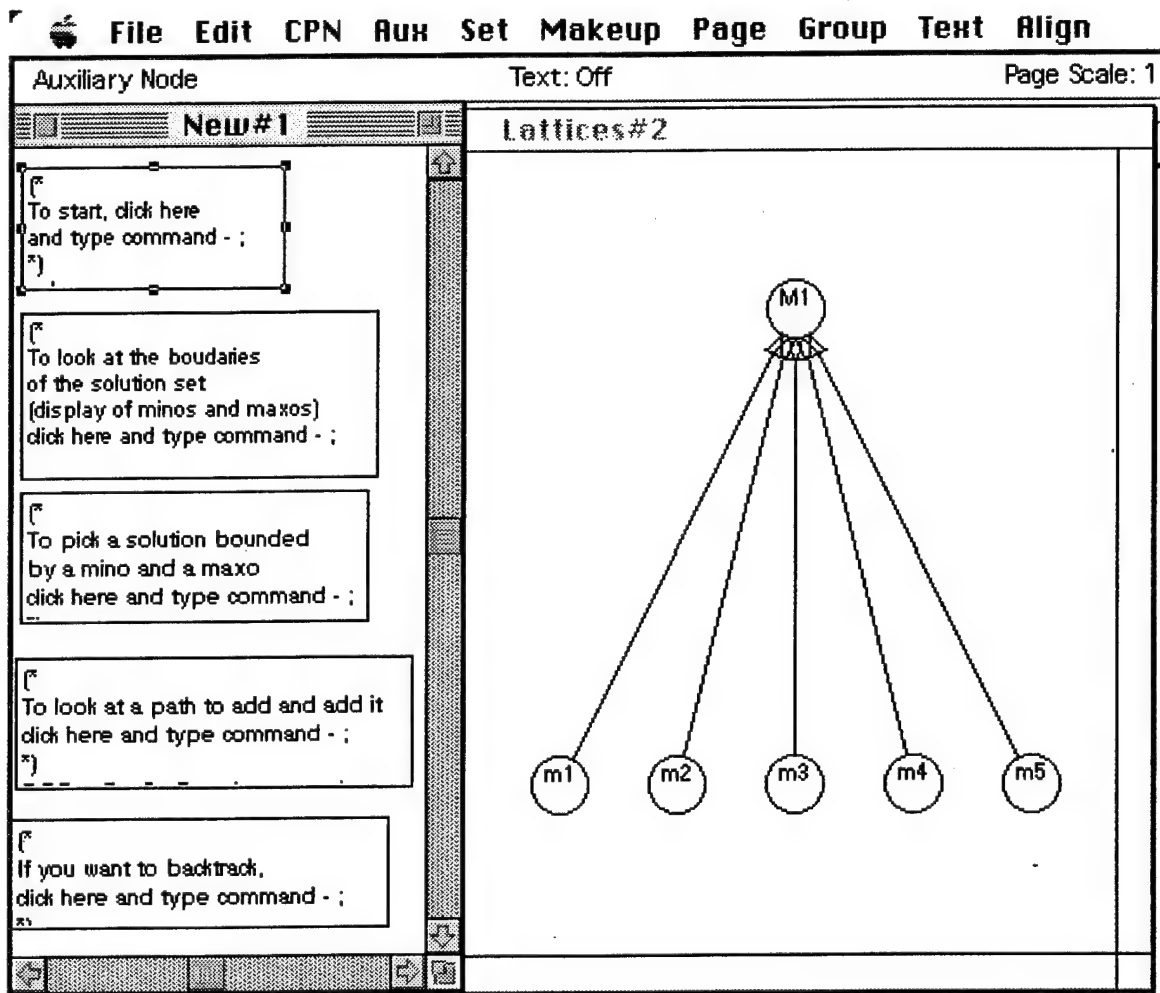 File Edit CPN Aux Set Makeup Page Group Text Align
Auxiliary Node Text: Off Page Scale: 1
New#1
Lattices#2
(*
To start, click here
and type command - ;
*)
(*
To look at the boudaries
of the solution set
(display of minos and maxos)
click here and type command - ;
(*
To pick a solution bounded
by a mino and a maxo
click here and type command - ;
(*
To look at a path to add and add it
click here and type command - ;
*)
(*
If you want to backtrack,
click here and type command - ;
*)
M1
m1 m2 m3 m4 m5